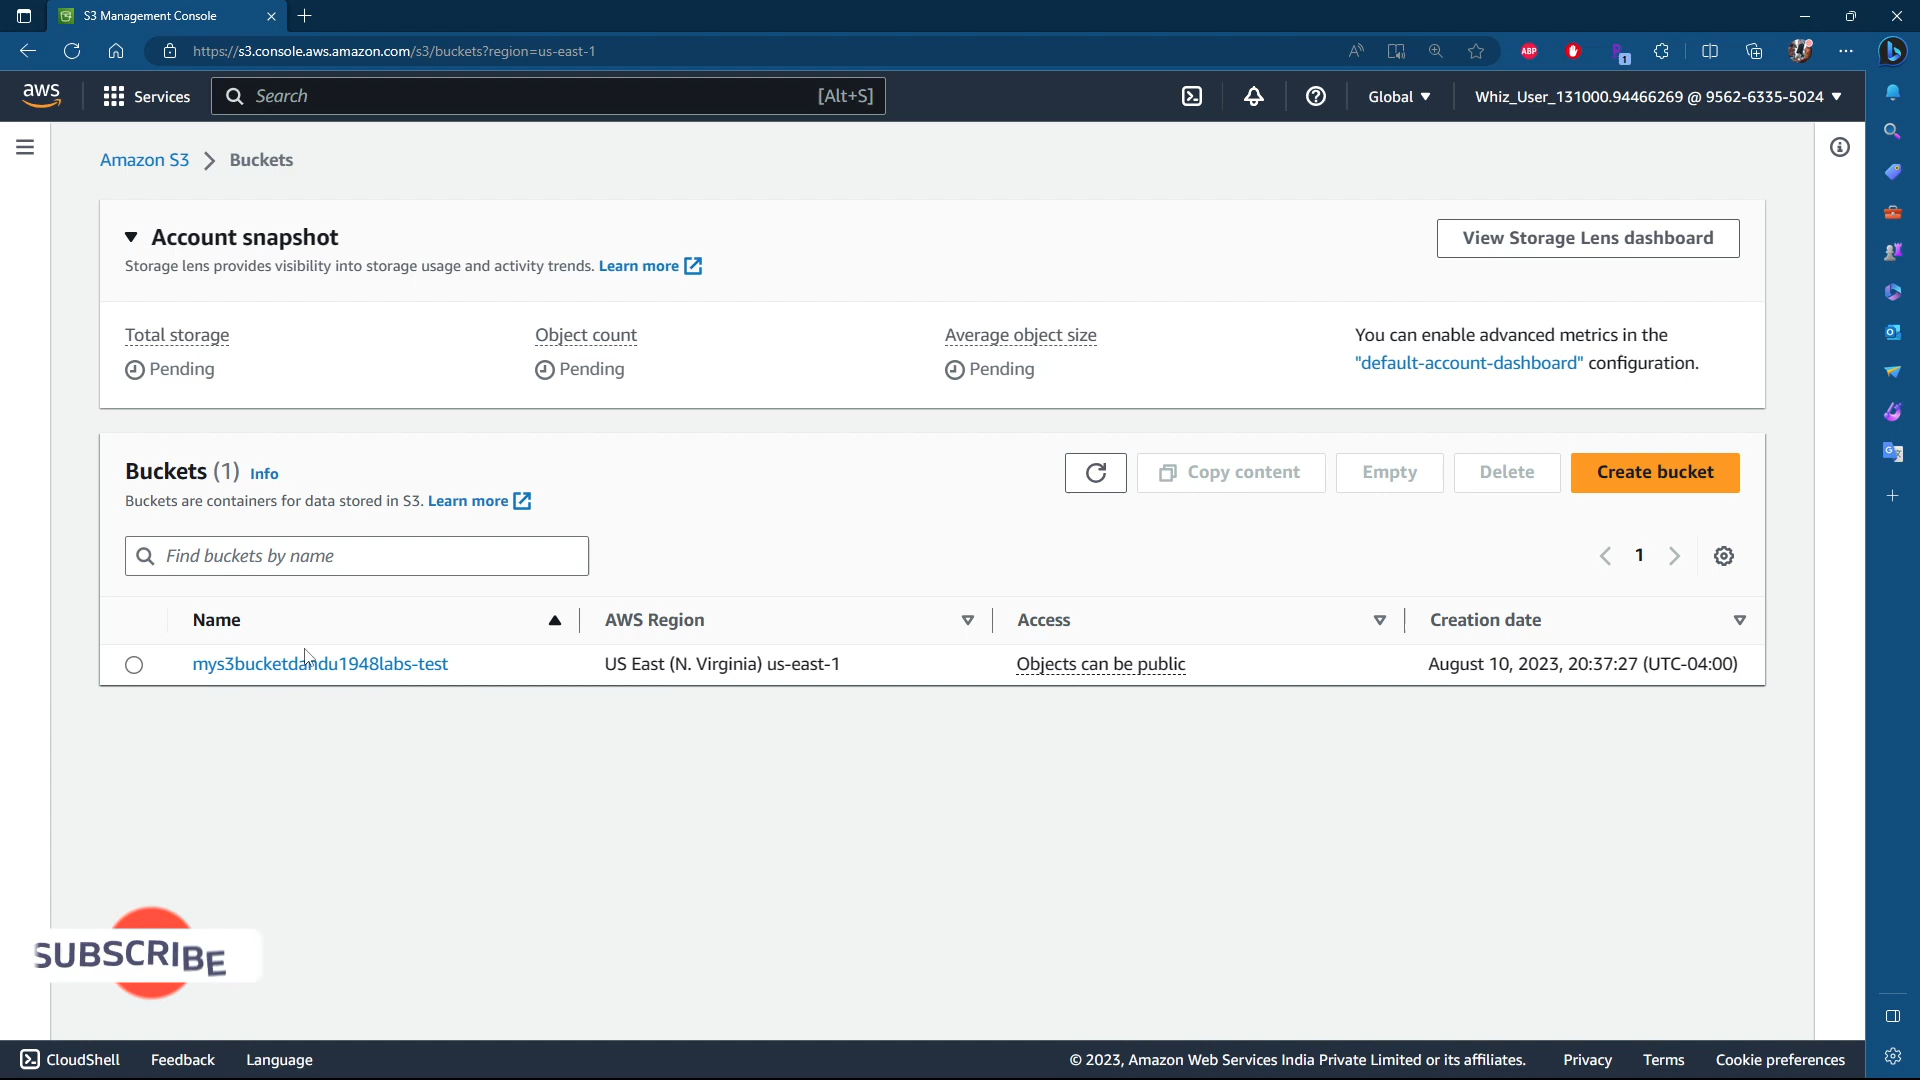 S3 Management Console
https://s3.console.aws.amazon.com/s3/buckets?region=us-east-1
ABP
1
aws
Services
Search
[Alt+S]
Global
Whiz_User_131000.94466269 @ 9562-6335-5024
Amazon S3 > Buckets
Account snapshot
View Storage Lens dashboard
Storage lens provides visibility into storage usage and activity trends. Learn more
Total storage
Object count
Average object size
You can enable advanced metrics in the
"default-account-dashboard" configuration.
Pending
Pending
Pending
Buckets (1) Info
Buckets are containers for data stored in S3. Learn more
Copy content
Empty
Delete
Create bucket
Find buckets by name
1
Name
AWS Region
Access
Creation date
mys3bucketdandu1948labs-test
US East (N. Virginia) us-east-1
Objects can be public
August 10, 2023, 20:37:27 (UTC-04:00)
SUBSCRIBE
CloudShell
Feedback
Language
© 2023, Amazon Web Services India Private Limited or its affiliates.
Privacy
Terms
Cookie preferences